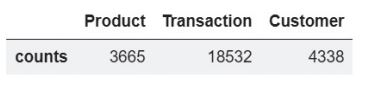 Product Transaction Customer
counts 3665 18532 4338